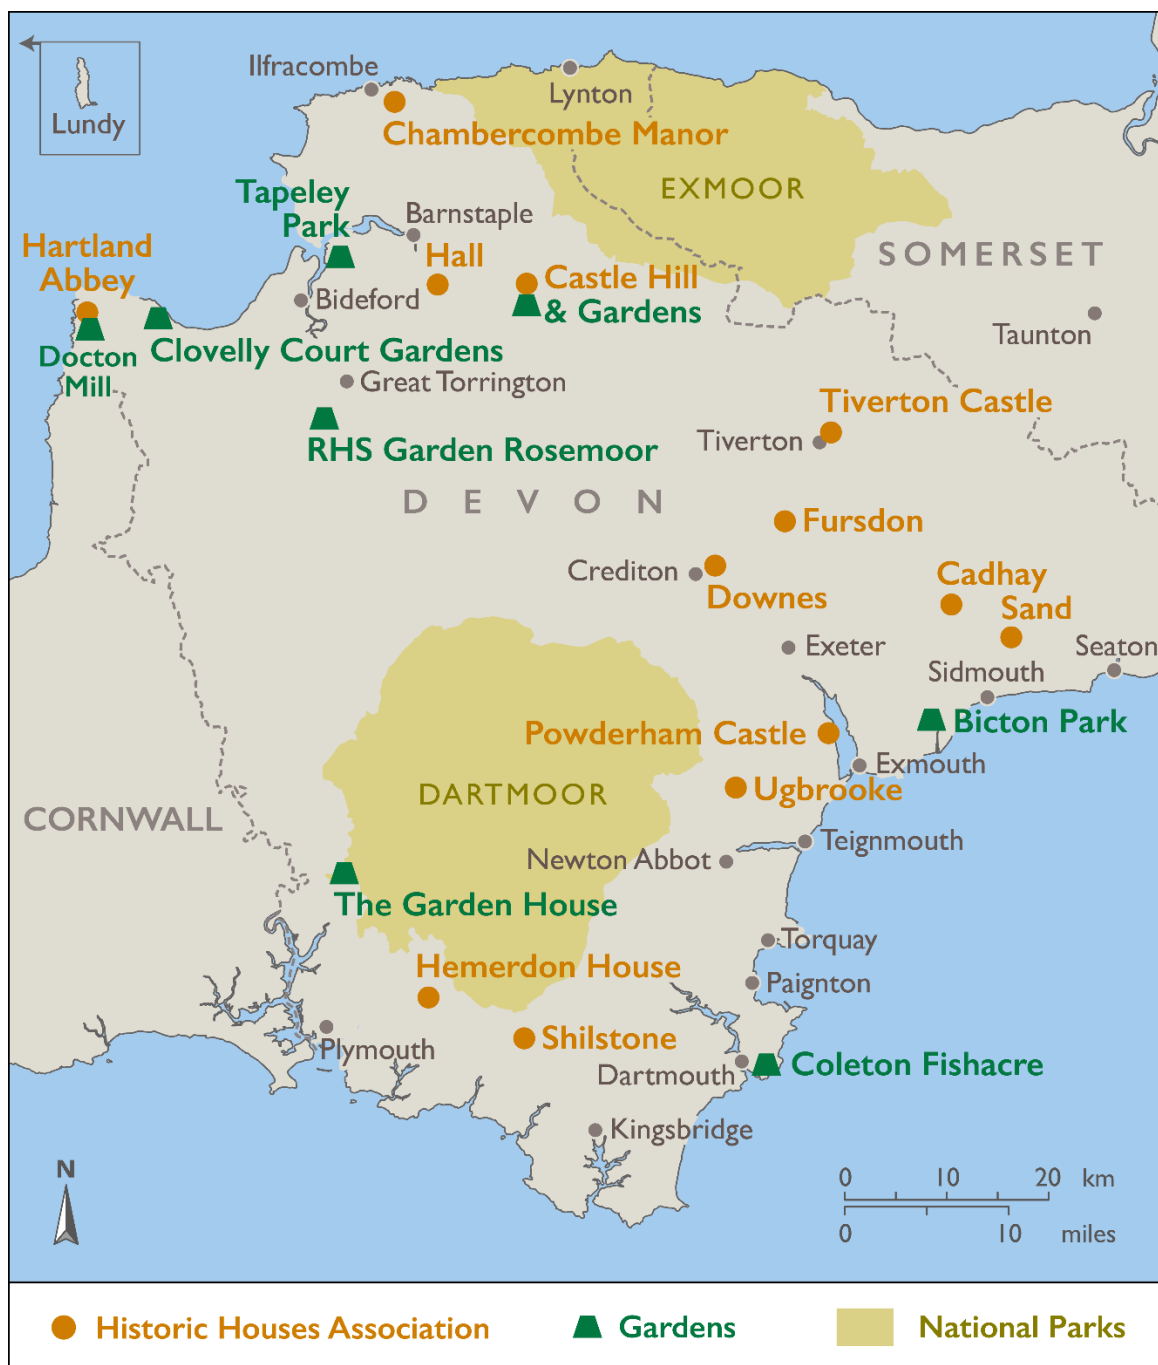 Ilfracombe
Lynton
Lundy
Chambercombe Manor
EXMOOR
Tapeley
Park
Barnstaple
Hartland
Abbey
Hall
Castle Hill
& Gardens
SOMERSET
Bideford
Taunton
Docton
Mill
Clovelly Court Gardens
Great Torrington
Tiverton Castle
RHS Garden Rosemoor
Tiverton
DEVON
Fursdon
Crediton
Downes
Cadhay
Sand
Exeter
Seaton
Sidmouth
Powderham Castle
Bicton Park
Exmouth
DARTMOOR
Ugbrooke
CORNWALL
Teignmouth
Newton Abbot
The Garden House
Torquay
Hemerdon House
Paignton
Shilstone
Plymouth
Dartmouth
Coleton Fishacre
Kingsbridge
N
0 10 20 km
0 10 miles
Historic Houses Association
Gardens
National Parks